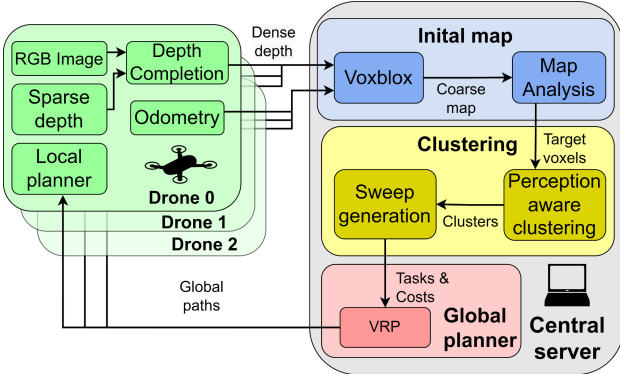 RGB Image
Depth
Completion
Sparse
depth
Odometry
Local
planner
Drone 0
Drone 1
Drone 2
Dense
depth
Inital map
Voxblox
Coarse
map
Map
Analysis
Target
voxels
Clustering
Sweep
generation
Clusters
Perception
aware
clustering
Tasks &
Costs
VRP
Global
planner
Global
paths
Central
server